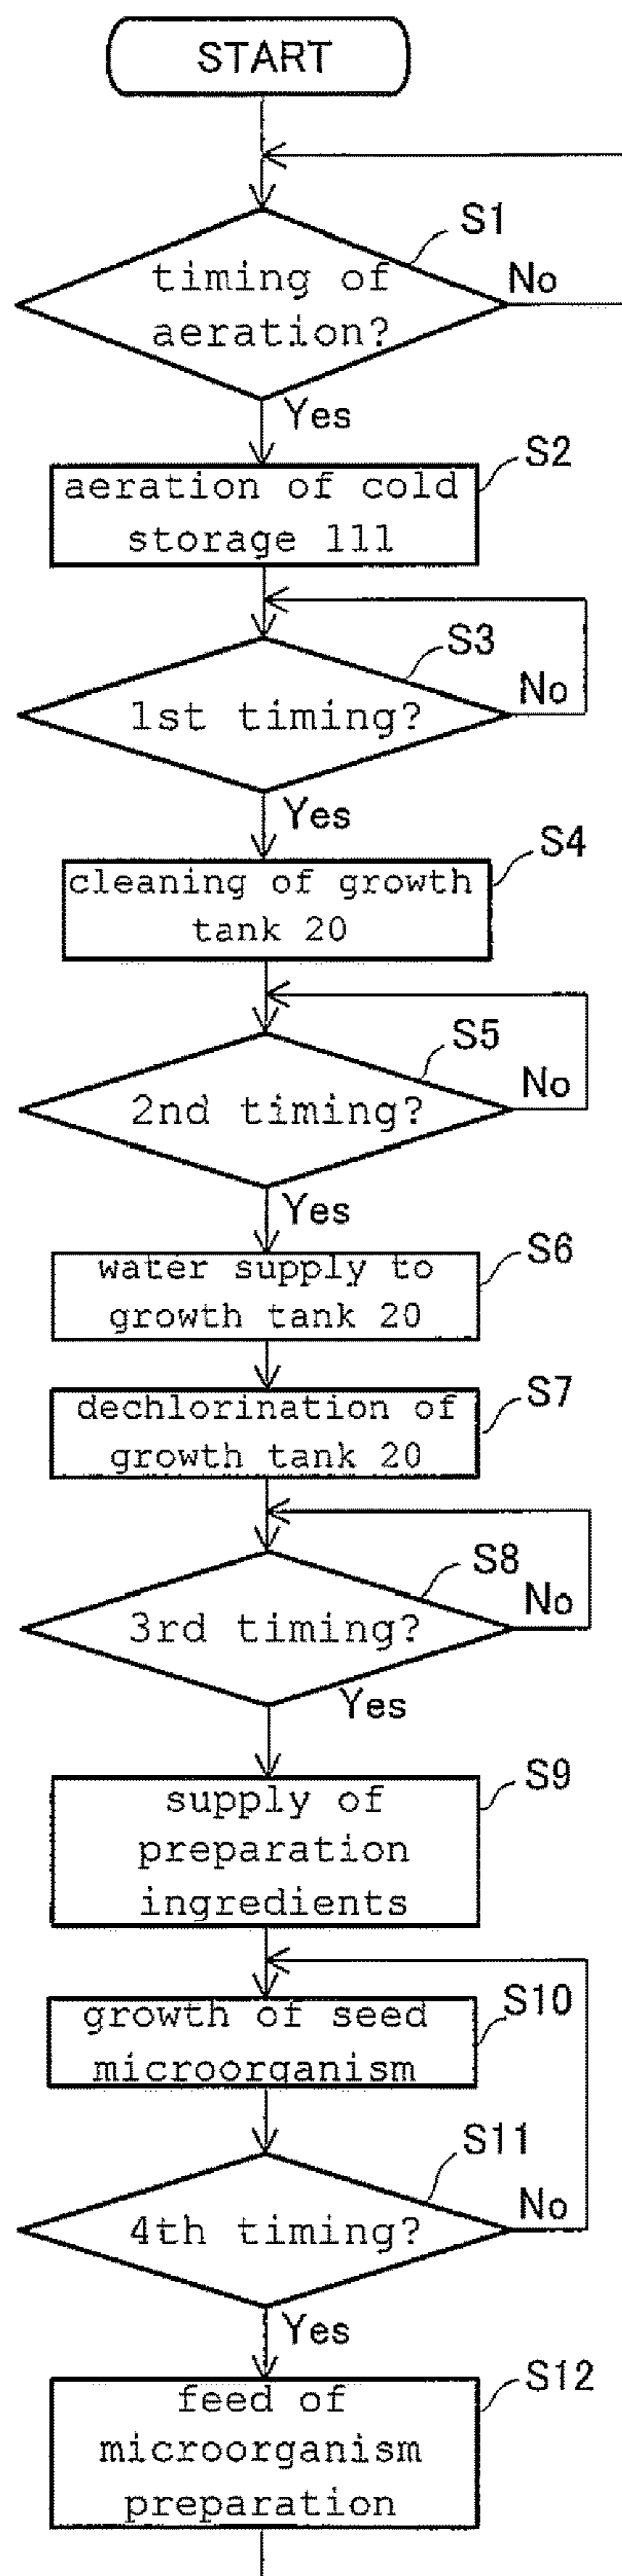 START
S1
timing of
aeration?
No
Yes
S2
aeration of cold
storage 111
S3
1st timing?
No
Yes
S4
cleaning of growth
tank 20
S5
2nd timing?
No
Yes
S6
water supply to
growth tank 20
S7
dechlorination of
growth tank 20
S8
3rd timing?
No
Yes
S9
supply of
preparation
ingredients
S10
growth of seed
microorganism
S11
4th timing?
No
Yes
S12
feed of
microorganism
preparation